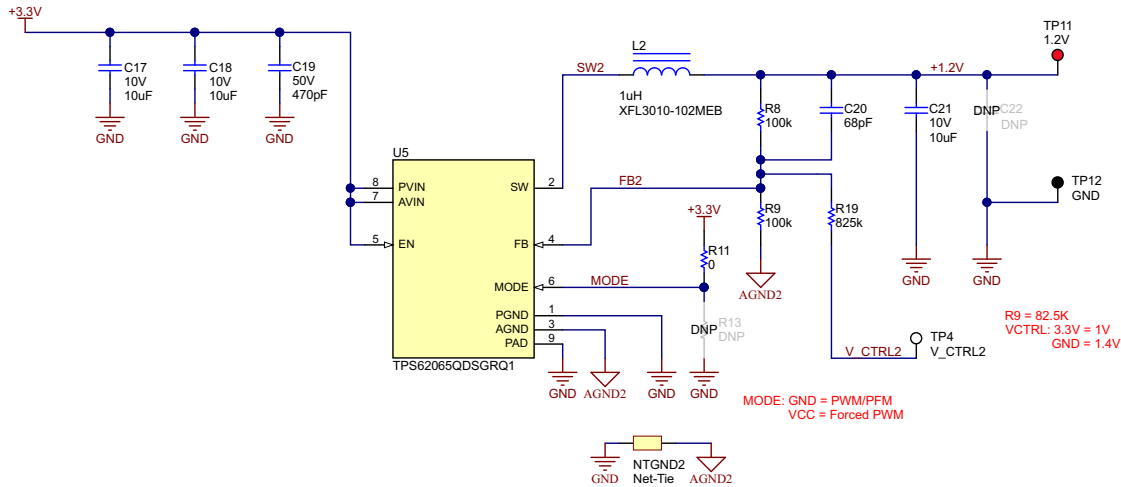 +3.3V
C17
10V
10uF
GND
C18
10V
10uF
GND
C19
50V
470pF
GND
U5
8 PVIN
7 AVIN
5 EN
SW 2
FB 4
MODE 6
PGND 1
AGND 3
PAD 9
TPS62065QDSGRQ1
SW2
L2
1uH
XFL3010-102MEB
FB2
MODE
+3.3V
R11
0
DNP R13
DNP
GND
AGND2
GND
GND
R8
100k
C20
68pF
R9
100k
AGND2
R19
825k
V_CTRL2
TP4
V_CTRL2
+1.2V
C21
10V
10uF
GND
DNP C22
DNP
GND
TP11
1.2V
TP12
GND
R9 = 82.5K
VCTRL: 3.3V = 1V
GND = 1.4V
MODE: GND = PWM/PFM
VCC = Forced PWM
GND
NTGND2
Net-Tie
AGND2